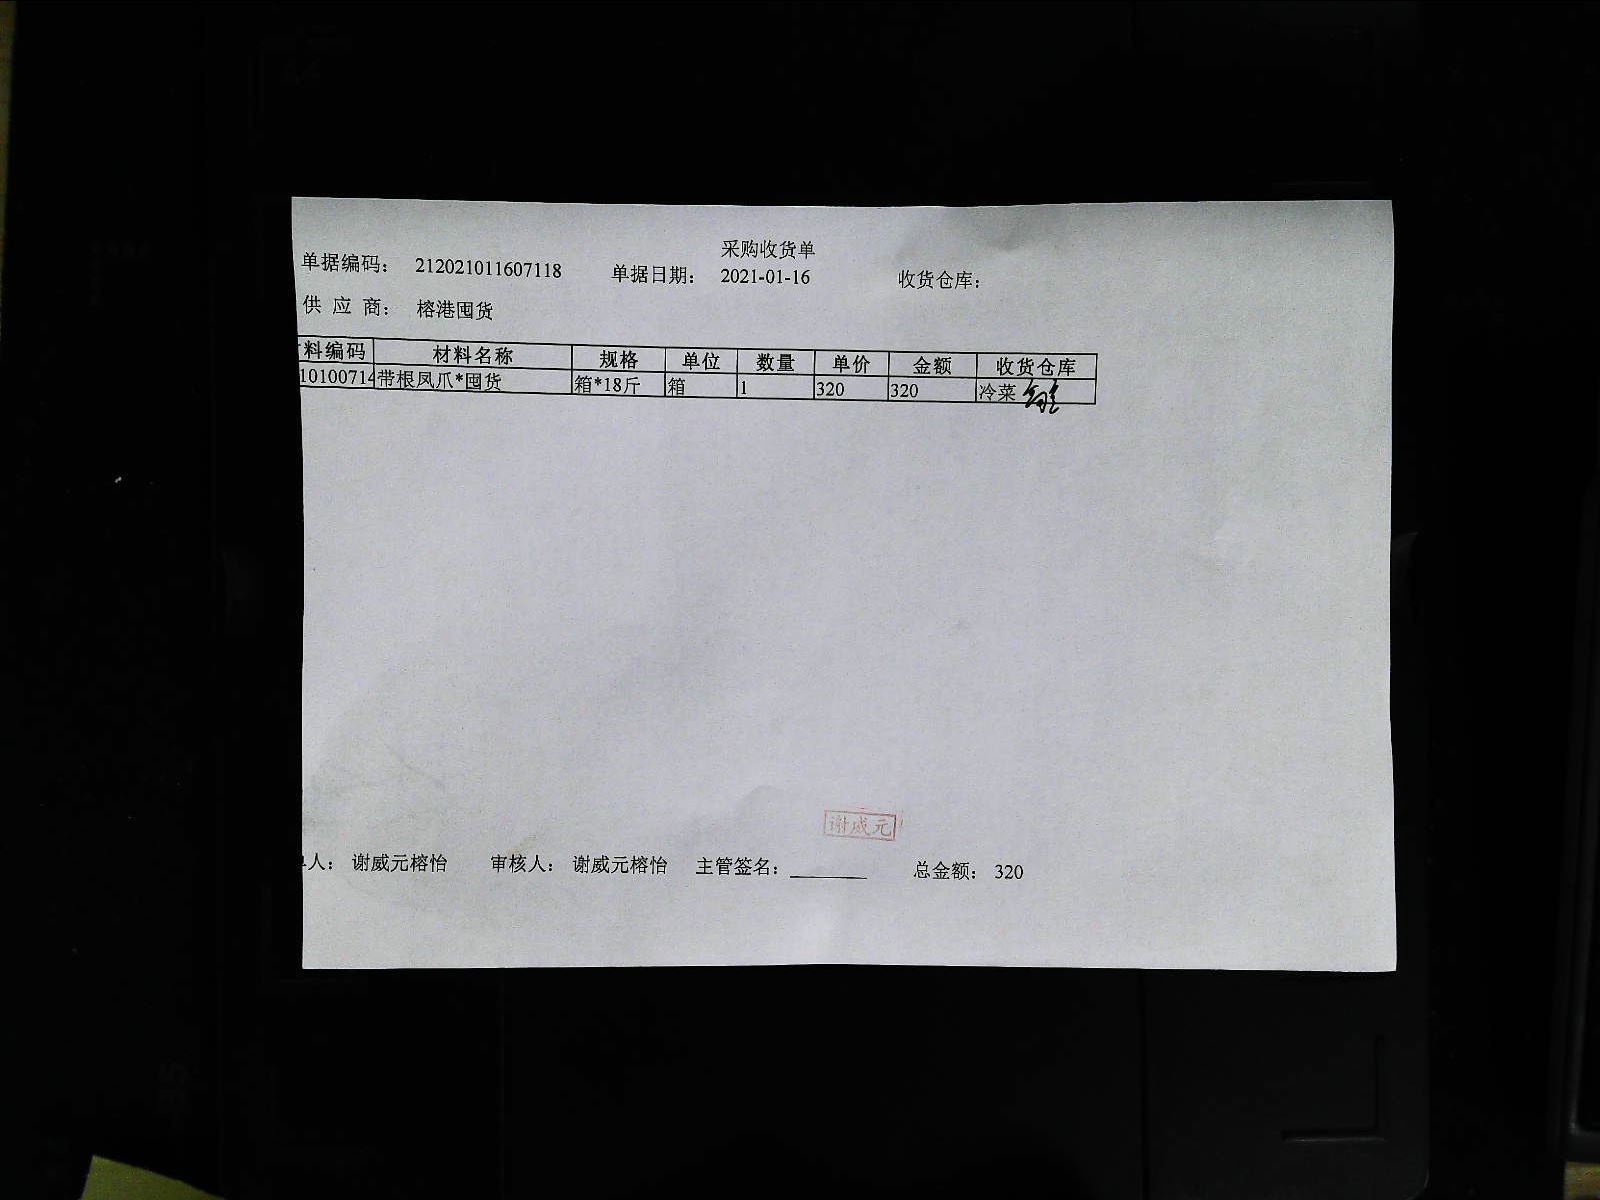 采购收货单
单据编码： 212021011607118 单据日期： 2021-01-16 收货仓库：
供 应 商： 榕港囤货
料编码 材料名称 规格 单位 数量 单价 金额 收货仓库
10100714 带根凤爪*囤货 箱*18斤 箱 1 320 320 冷菜
谢威元
人： 谢威元榕怡 审核人： 谢威元榕怡 主管签名： 总金额： 320